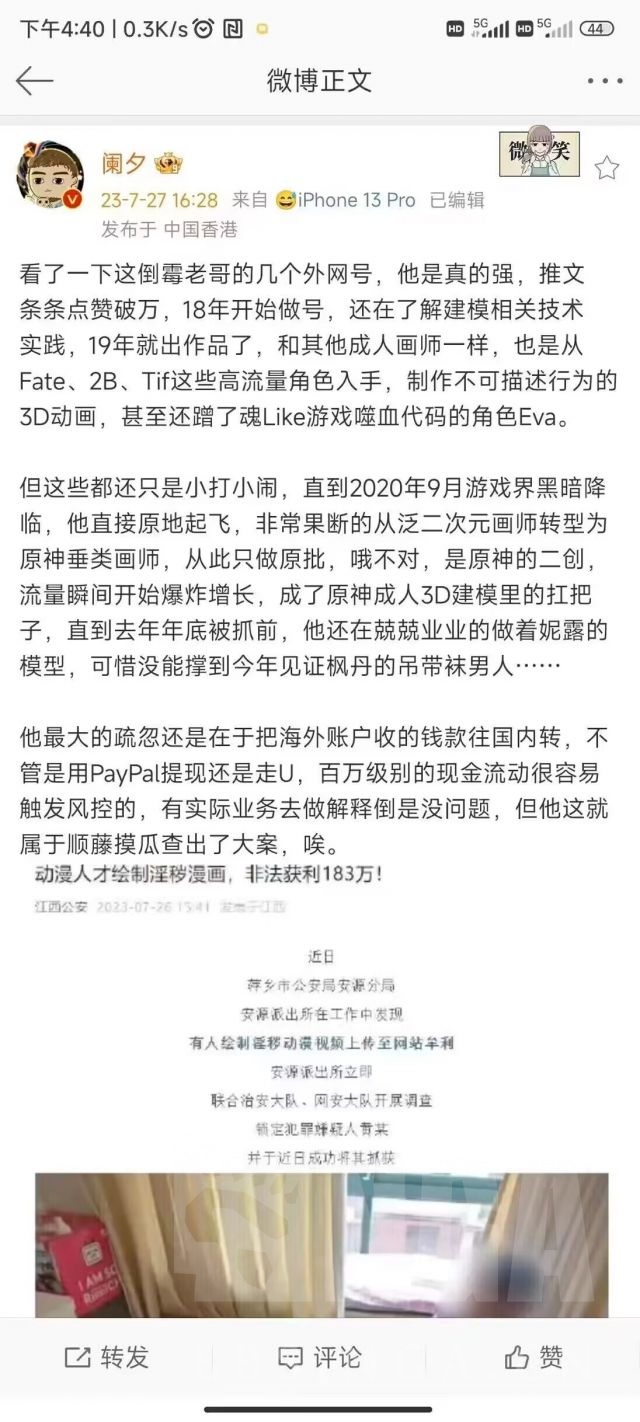 下午4:40 | 0.3K/s
HD 5G HD 5G 44
微博正文
阑夕
微 笑
23-7-27 16:28 来自 😅iPhone 13 Pro 已编辑
发布于 中国香港
看了一下这倒霉老哥的几个外网号，他是真的强，推文
条条点赞破万，18年开始做号，还在了解建模相关技术
实践，19年就出作品了，和其他成人画师一样，也是从
Fate、2B、Tif这些高流量角色入手，制作不可描述行为的
3D动画，甚至还蹭了魂Like游戏噬血代码的角色Eva。
但这些都还只是小打小闹，直到2020年9月游戏界黑暗降
临，他直接原地起飞，非常果断的从泛二次元画师转型为
原神垂类画师，从此只做原批，哦不对，是原神的二创，
流量瞬间开始爆炸增长，成了原神成人3D建模里的扛把
子，直到去年年底被抓前，他还在兢兢业业的做着妮露的
模型，可惜没能撑到今年见证枫丹的吊带袜男人……
他最大的疏忽还是在于把海外账户收的钱款往国内转，不
管是用PayPal提现还是走U，百万级别的现金流动很容易
触发风控的，有实际业务去做解释倒是没问题，但他这就
属于顺藤摸瓜查出了大案，唉。
动漫人才绘制淫秽漫画，非法获利183万！
江西公安 2023-07-26 15:41 发表于江西
近日
萍乡市公安局安源分局
安源派出所在工作中发现
有人绘制淫秽动漫视频上传至网站牟利
安源派出所立即
联合治安大队、网安大队开展调查
锁定犯罪嫌疑人黄某
并于近日成功将其抓获
I AM SO
转发
评论
赞